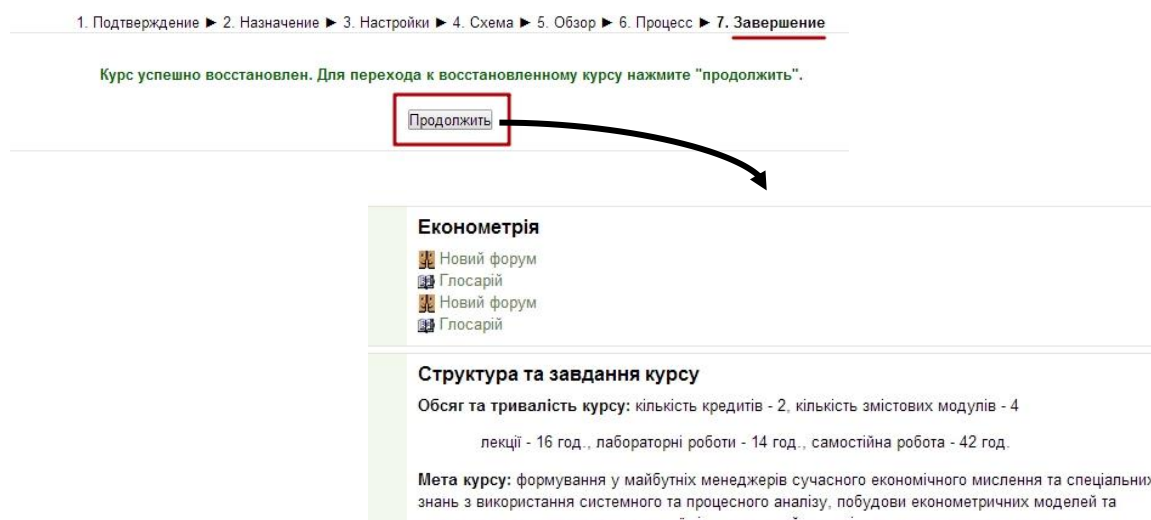 1. Подтверждение ► 2. Назначение ► 3. Настройки ► 4. Схема ► 5. Обзор ► 6. Процесс ► 7. Завершение
Курс успешно восстановлен. Для перехода к восстановленному курсу нажмите "продолжить".
Продолжить
Економетрія
Новий форум
Глосарій
Новий форум
Глосарій
Структура та завдання курсу
Обсяг та тривалість курсу: кількість кредитів - 2, кількість змістових модулів - 4
лекції - 16 год., лабораторні роботи - 14 год., самостійна робота - 42 год.
Мета курсу: формування у майбутніх менеджерів сучасного економічного мислення та спеціальних
знань з використання системного та процесного аналізу, побудови економетричних моделей та